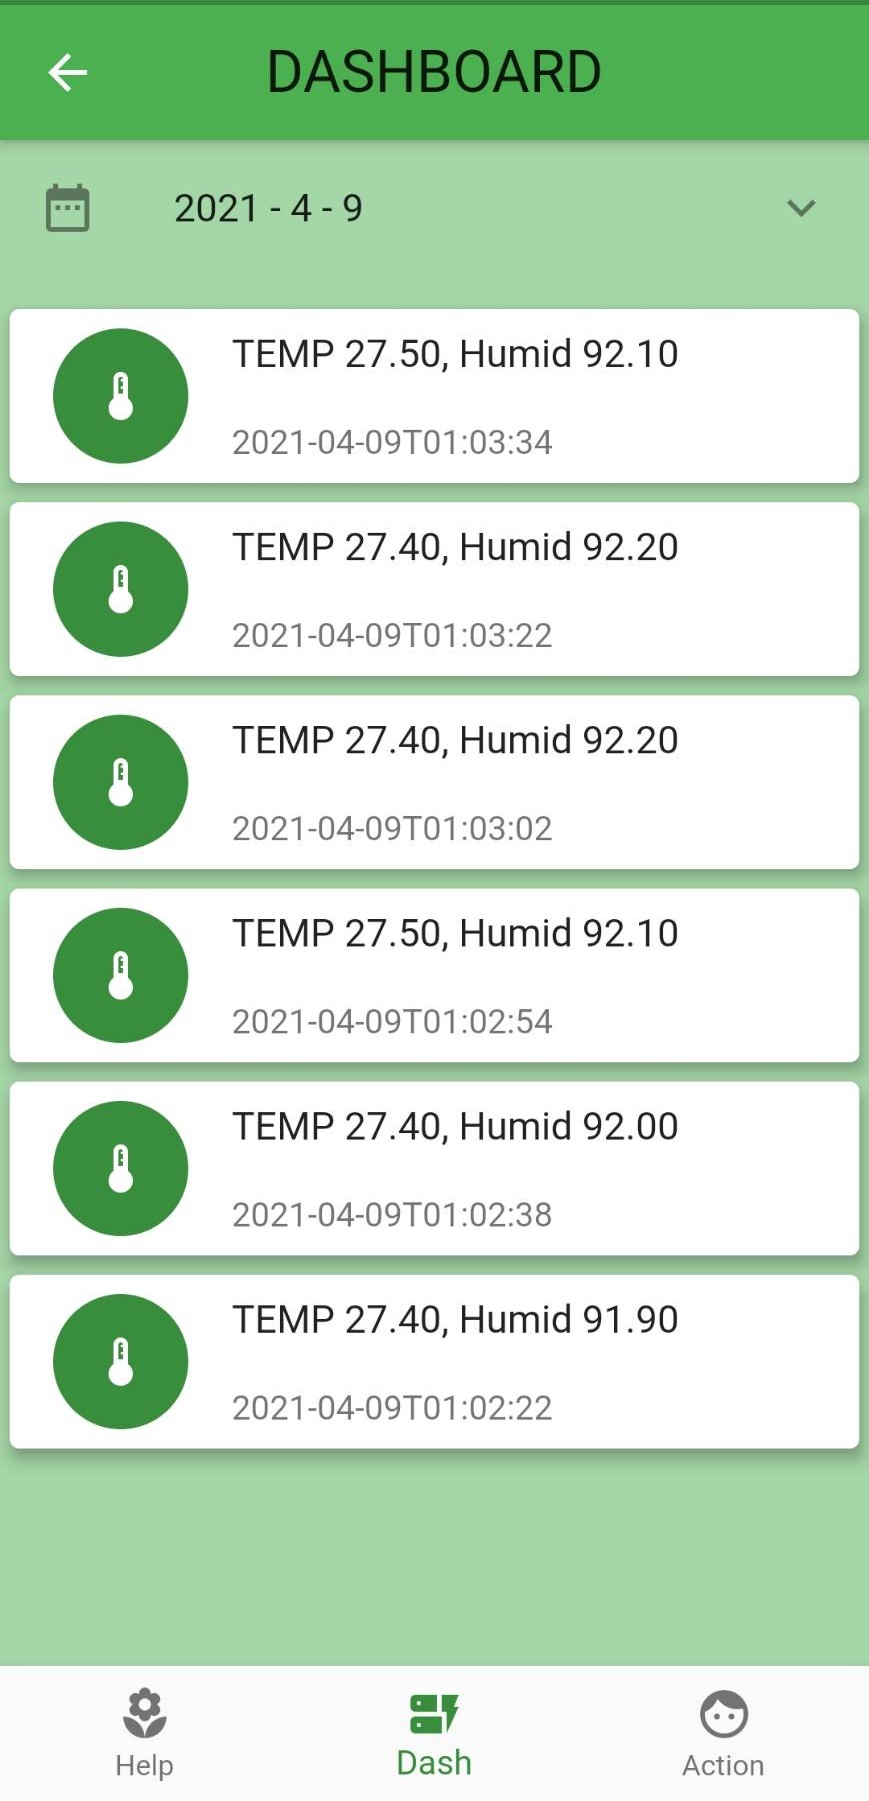 DASHBOARD
2021 - 4 - 9
TEMP 27.50, Humid 92.10
2021-04-09T01:03:34
TEMP 27.40, Humid 92.20
2021-04-09T01:03:22
TEMP 27.40, Humid 92.20
2021-04-09T01:03:02
TEMP 27.50, Humid 92.10
2021-04-09T01:02:54
TEMP 27.40, Humid 92.00
2021-04-09T01:02:38
TEMP 27.40, Humid 91.90
2021-04-09T01:02:22
Help
Dash
Action